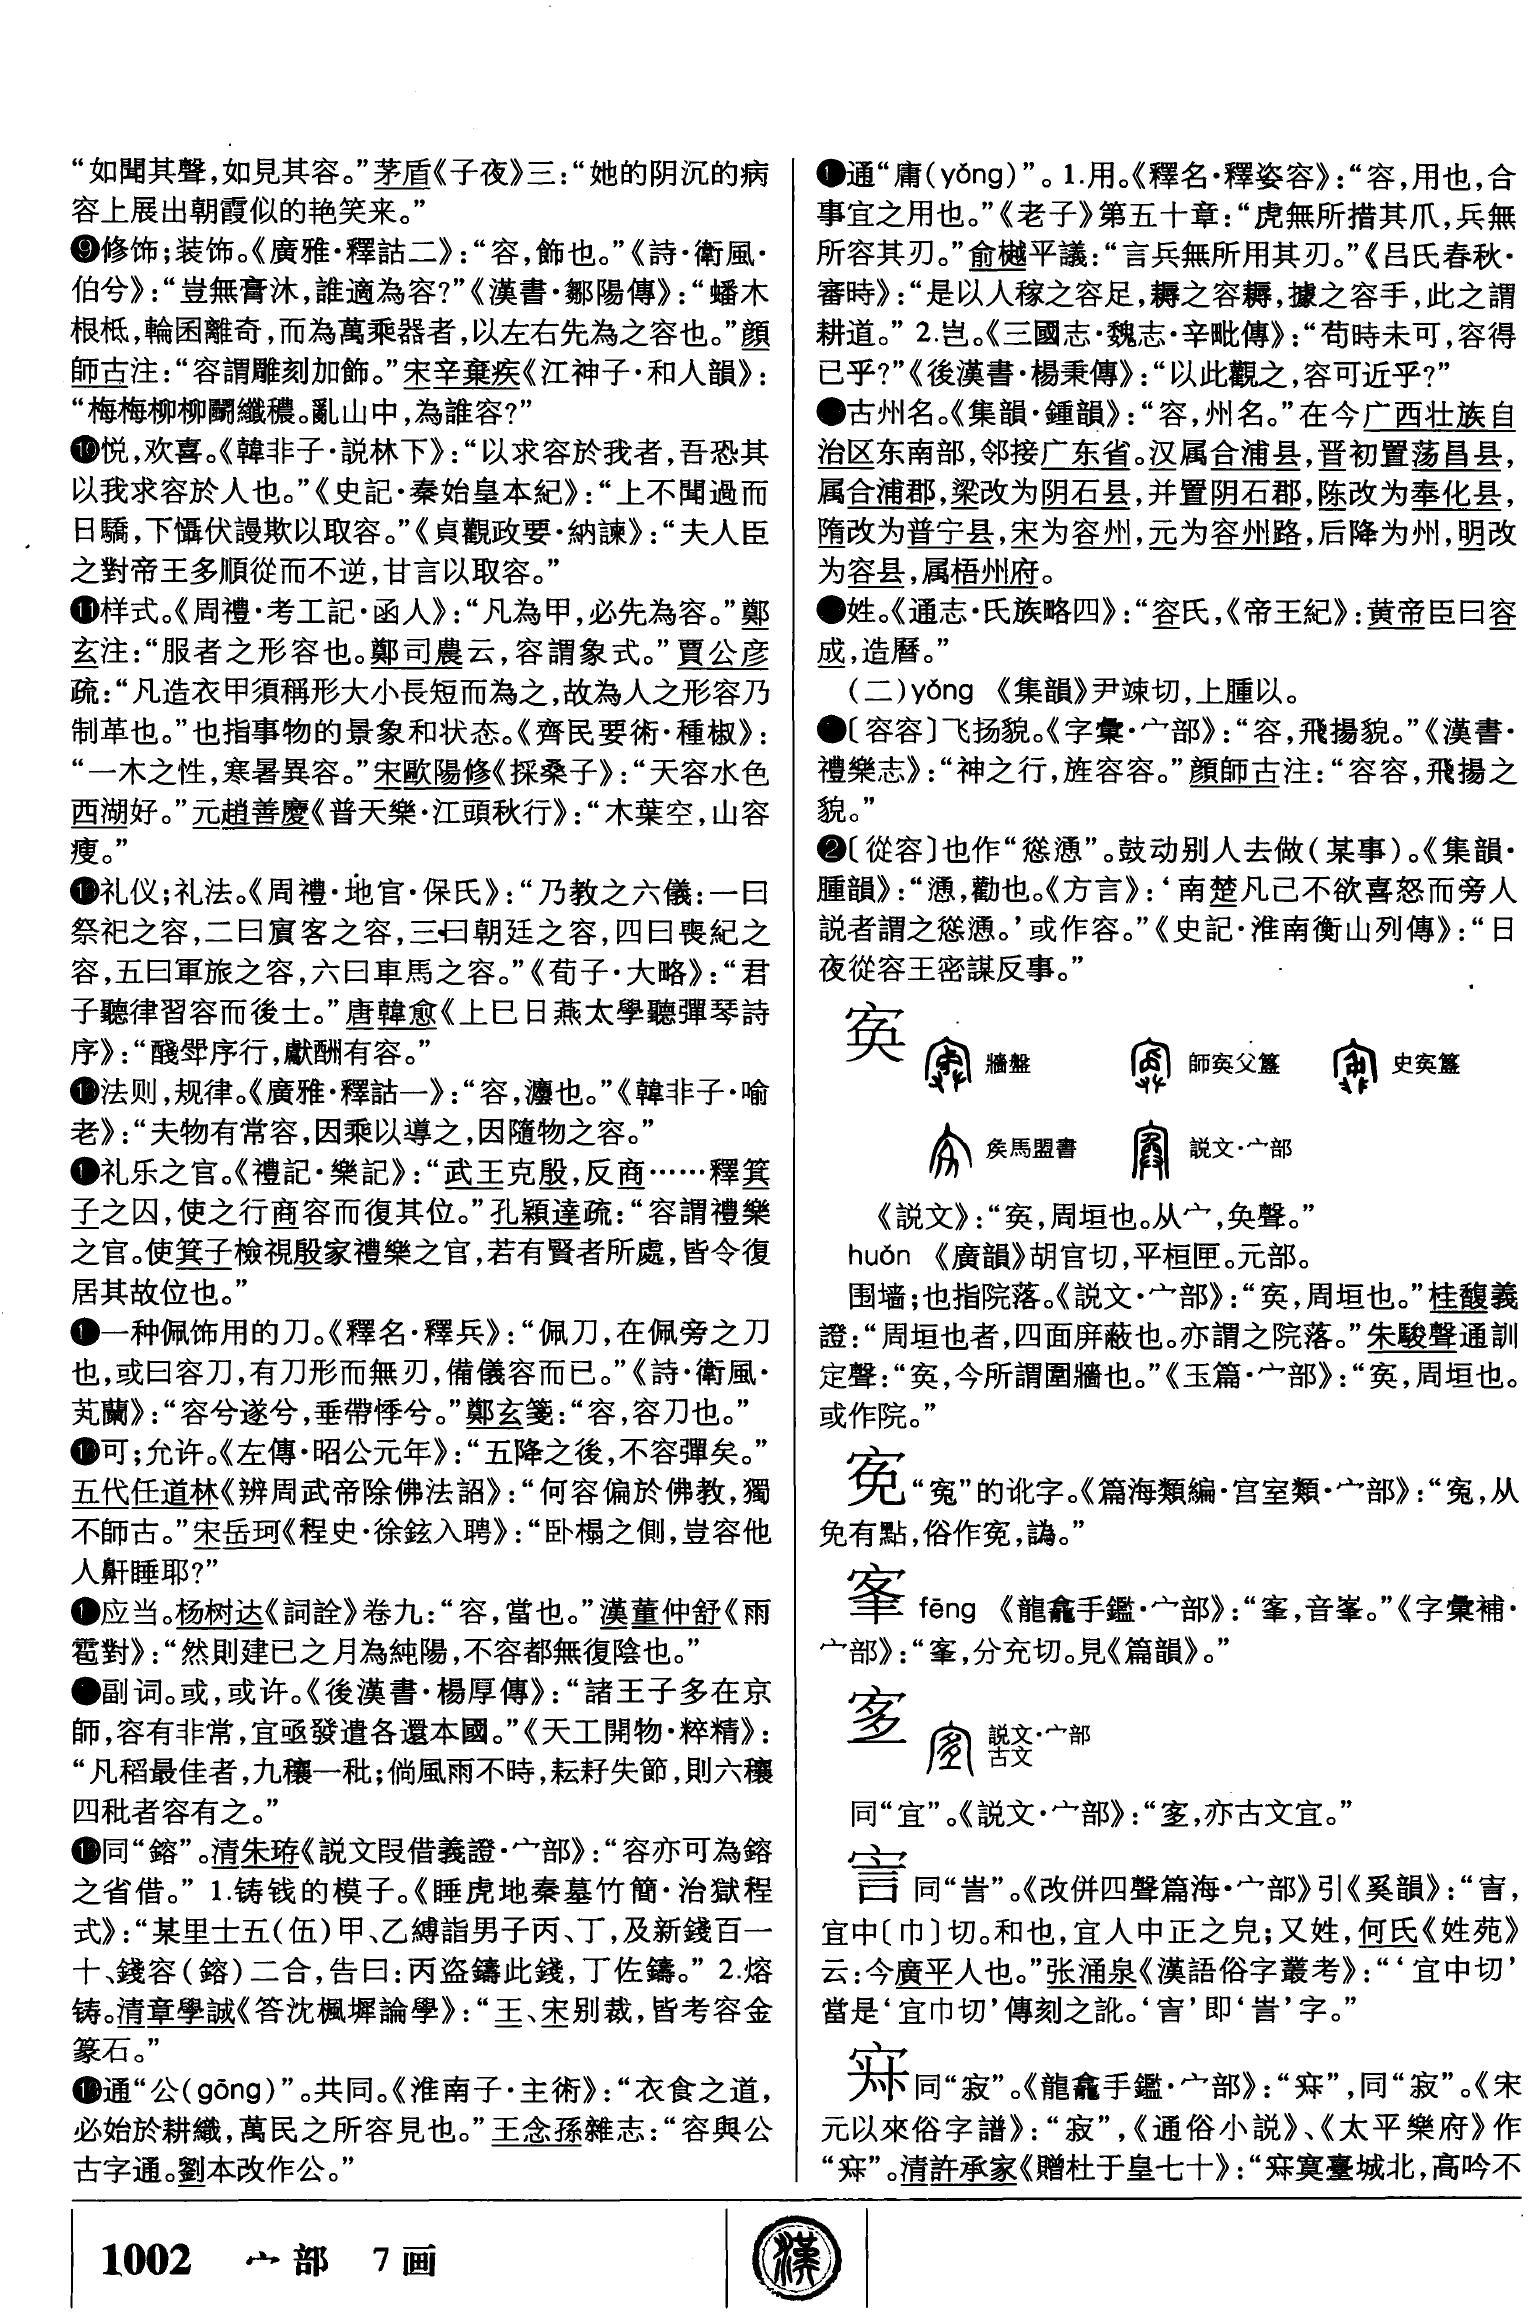 “如聞其聲，如見其容。”茅盾《子夜》三：“她的阴沉的病
容上展出朝霞似的艳笑来。”
❾修饰；装饰。《廣雅·釋詁二》：“容，飾也。”《詩·衛風·
伯兮》：“豈無膏沐，誰適為容？”《漢書·鄒陽傳》：“蟠木
根柢，輪囷離奇，而為萬乘器者，以左右先為之容也。”顔
師古注：“容謂雕刻加飾。”宋辛棄疾《江神子·和人韻》：
“梅梅柳柳鬭纖穠。亂山中，為誰容？”
❿悦，欢喜。《韓非子·説林下》：“以求容於我者，吾恐其
以我求容於人也。”《史記·秦始皇本紀》：“上不聞過而
日驕，下懾伏謾欺以取容。”《貞觀政要·納諫》：“夫人臣
之對帝王多順從而不逆，甘言以取容。”
⓫样式。《周禮·考工記·函人》：“凡為甲，必先為容。”鄭
玄注：“服者之形容也。鄭司農云，容謂象式。”賈公彦
疏：“凡造衣甲須稱形大小長短而為之，故為人之形容乃
制革也。”也指事物的景象和状态。《齊民要術·種椒》：
“一木之性，寒暑異容。”宋歐陽修《採桑子》：“天容水色
西湖好。”元趙善慶《普天樂·江頭秋行》：“木葉空，山容
瘦。”
⓬礼仪；礼法。《周禮·地官·保氏》：“乃教之六儀：一曰
祭祀之容，二曰賓客之容，三曰朝廷之容，四曰喪紀之
容，五曰軍旅之容，六曰車馬之容。”《荀子·大略》：“君
子聽律習容而後士。”唐韓愈《上巳日燕太學聽彈琴詩
序》：“醆斝序行，獻酬有容。”
⓭法则，规律。《廣雅·釋詁一》：“容，灋也。”《韓非子·喻
老》：“夫物有常容，因乘以導之，因隨物之容。”
⓮礼乐之官。《禮記·樂記》：“武王克殷，反商……釋箕
子之囚，使之行商容而復其位。”孔穎達疏：“容謂禮樂
之官。使箕子檢視殷家禮樂之官，若有賢者所處，皆令復
居其故位也。”
⓯一种佩饰用的刀。《釋名·釋兵》：“佩刀，在佩旁之刀
也，或曰容刀，有刀形而無刃，備儀容而已。”《詩·衛風·
芄蘭》：“容兮遂兮，垂帶悸兮。”鄭玄箋：“容，容刀也。”
⓰可；允许。《左傳·昭公元年》：“五降之後，不容彈矣。”
五代任道林《辨周武帝除佛法詔》：“何容偏於佛教，獨
不師古。”宋岳珂《桯史·徐鉉入聘》：“卧榻之側，豈容他
人鼾睡耶？”
⓱应当。杨树达《詞詮》卷九：“容，當也。”漢董仲舒《雨
雹對》：“然則建巳之月為純陽，不容都無復陰也。”
⓲副词。或，或许。《後漢書·楊厚傳》：“諸王子多在京
師，容有非常，宜亟發遣各還本國。”《天工開物·粹精》：
“凡稻最佳者，九穰一秕；倘風雨不時，耘耔失節，則六穰
四秕者容有之。”
⓳同“鎔”。清朱珔《説文叚借義證·宀部》：“容亦可為鎔
之省借。” 1.铸钱的模子。《睡虎地秦墓竹簡·治獄程
式》：“某里士五(伍)甲、乙縛詣男子丙、丁，及新錢百一
十、錢容(鎔)二合，告曰：丙盜鑄此錢，丁佐鑄。” 2.熔
铸。清章學誠《答沈楓墀論學》：“王、宋别裁，皆考容金
篆石。”
⓴通“公(gōng)”。共同。《淮南子·主術》：“衣食之道，
必始於耕織，萬民之所容見也。”王念孫雜志：“容與公
古字通。劉本改作公。”
通“庸(yǒng)”。1.用。《釋名·釋姿容》：“容，用也，合
事宜之用也。”《老子》第五十章：“虎無所措其爪，兵無
所容其刃。”俞樾平議：“言兵無所用其刃。”《吕氏春秋·
審時》：“是以人稼之容足，耨之容耨，據之容手，此之謂
耕道。” 2.岂。《三國志·魏志·辛毗傳》：“苟時未可，容得
已乎？”《後漢書·楊秉傳》：“以此觀之，容可近乎？”
古州名。《集韻·鍾韻》：“容，州名。”在今广西壮族自
治区东南部，邻接广东省。汉属合浦县，晋初置荡昌县，
属合浦郡，梁改为阴石县，并置阴石郡，陈改为奉化县，
隋改为普宁县，宋为容州，元为容州路，后降为州，明改
为容县，属梧州府。
姓。《通志·氏族略四》：“容氏，《帝王紀》：黄帝臣曰容
成，造曆。”
(二)yǒng 《集韻》尹竦切，上腫以。
〔容容〕飞扬貌。《字彙·宀部》：“容，飛揚貌。”《漢書·
禮樂志》：“神之行，旌容容。”顔師古注：“容容，飛揚之
貌。”
❷〔從容〕也作“慫慂”。鼓动别人去做(某事)。《集韻·
腫韻》：“慂，勸也。《方言》：‘南楚凡己不欲喜怒而旁人
説者謂之慫慂。’或作容。”《史記·淮南衡山列傳》：“日
夜從容王密謀反事。”
寏 牆盤 師寏父簋 史寏簋
矦馬盟書 説文·宀部
《説文》：“寏，周垣也。从宀，奐聲。”
huán 《廣韻》胡官切，平桓匣。元部。
围墙；也指院落。《説文·宀部》：“寏，周垣也。”桂馥義
證：“周垣也者，四面屏蔽也。亦謂之院落。”朱駿聲通訓
定聲：“寏，今所謂圍牆也。”《玉篇·宀部》：“寏，周垣也。
或作院。”
㝃 “寃”的讹字。《篇海類編·宫室類·宀部》：“寃，从
免有點，俗作㝃，譌。”
㝫 fēng 《龍龕手鑑·宀部》：“㝫，音峯。”《字彙補·
宀部》：“㝫，分充切。見《篇韻》。”
𡩀 説文·宀部
古文
同“宜”。《説文·宀部》：“𡩀，亦古文宜。”
同“訔”。《改併四聲篇海·宀部》引《奚韻》：“
宜中〔巾〕切。和也，宜人中正之皃；又姓，何氏《姓苑》
云：今廣平人也。”张涌泉《漢語俗字叢考》：“‘宜中切’
當是‘宜巾切’傳刻之訛。‘’即‘訔’字。”
同“寂”。《龍龕手鑑·宀部》：“”，同“寂”。《宋
元以來俗字譜》：“寂”，《通俗小説》、《太平樂府》作
“”。清許承家《贈杜于皇七十》：“寞臺城北，高吟不
1002 宀部 7画
漢